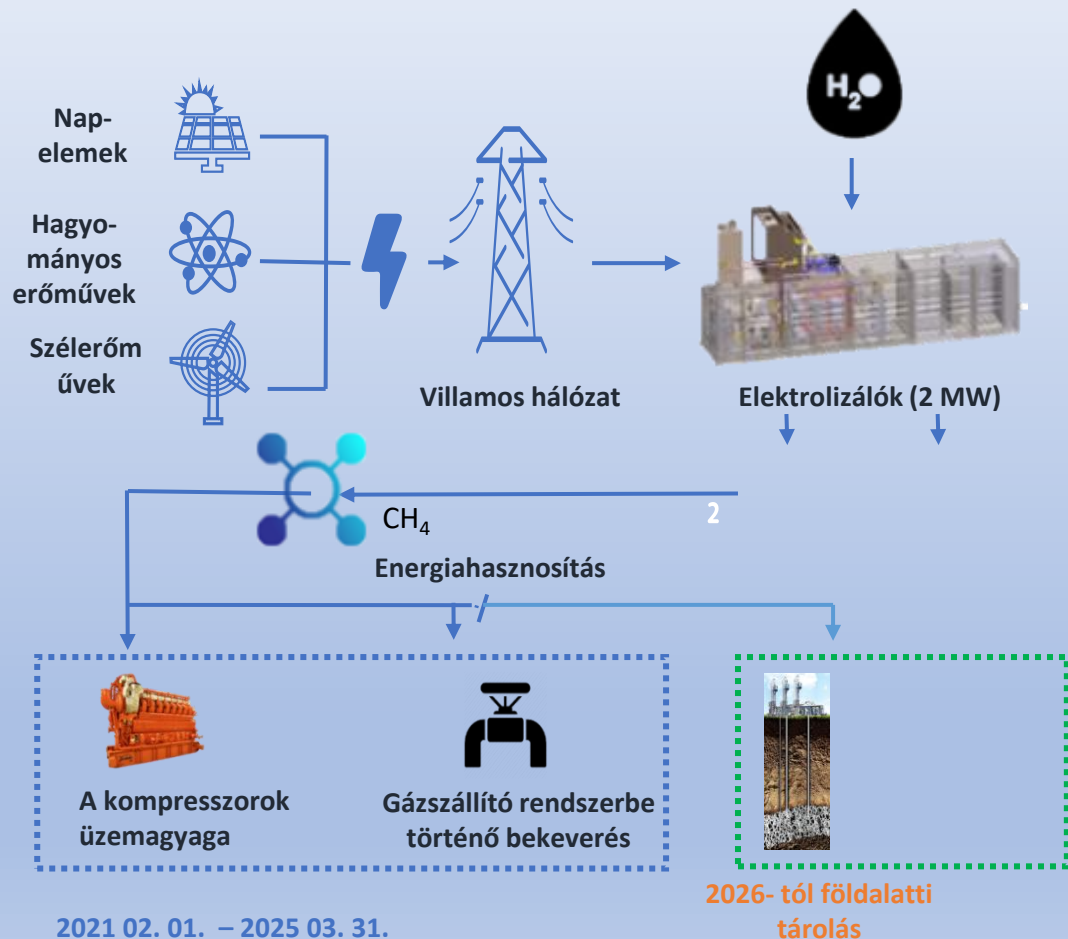 Nap-
elemek
H₂O
Hagyo-
mányos
erőművek
Szélerőm
űvek
Villamos hálózat
Elektrolizálók (2 MW)
CH₄
2
Energiahasznosítás
A kompresszorok
üzemagyaga
Gázszállító rendszerbe
történő bekeverés
2026- tól földalatti
tárolás
2021 02. 01. – 2025 03. 31.